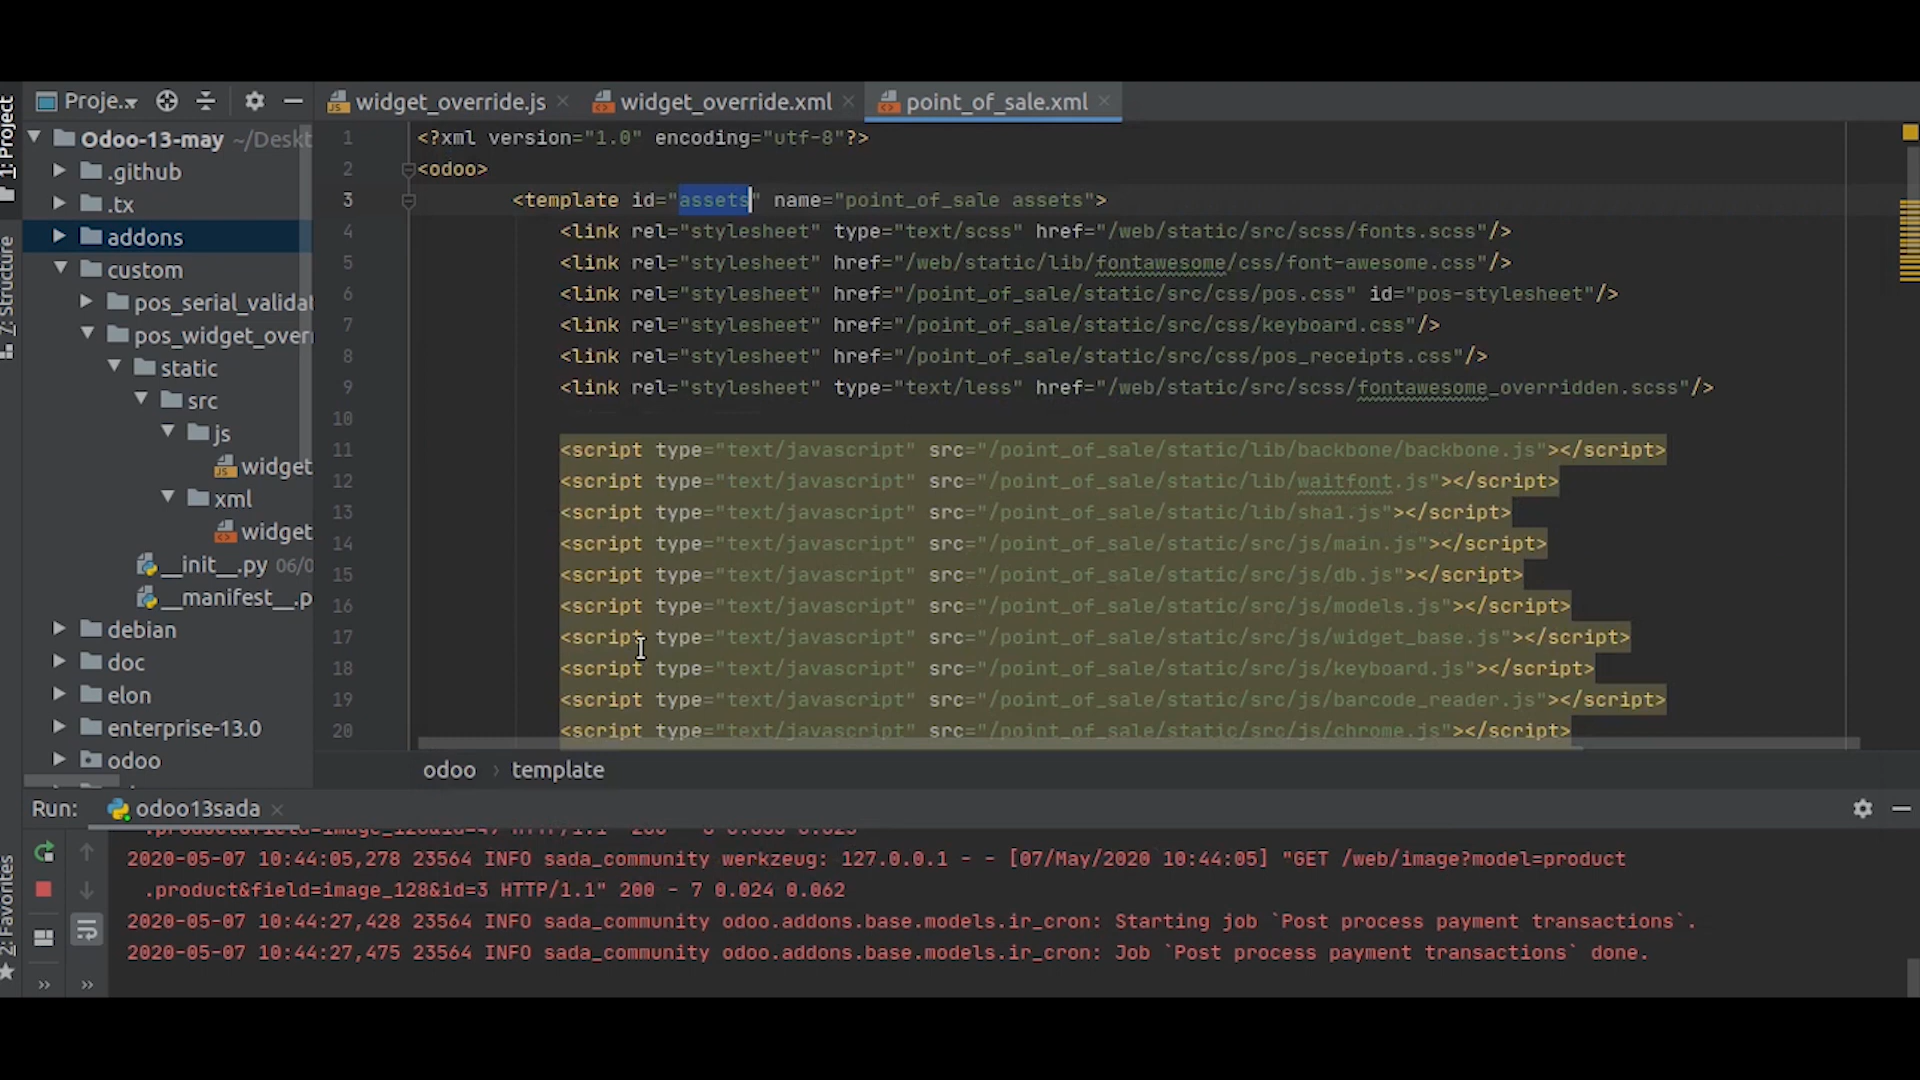 Proje..
widget_override.js
widget_override.xml
point_of_sale.xml
1: Project
7: Structure
2: Favorites
Odoo-13-may ~/Deskt
.github
.tx
addons
custom
pos_serial_validat
pos_widget_over
static
src
js
widget
xml
widget
__init__.py 06/0
__manifest__.p
debian
doc
elon
enterprise-13.0
odoo
1 <?xml version="1.0" encoding="utf-8"?>
2 <odoo>
3 <template id="assets" name="point_of_sale assets">
4 <link rel="stylesheet" type="text/scss" href="/web/static/src/scss/fonts.scss"/>
5 <link rel="stylesheet" href="/web/static/lib/fontawesome/css/font-awesome.css"/>
6 <link rel="stylesheet" href="/point_of_sale/static/src/css/pos.css" id="pos-stylesheet"/>
7 <link rel="stylesheet" href="/point_of_sale/static/src/css/keyboard.css"/>
8 <link rel="stylesheet" href="/point_of_sale/static/src/css/pos_receipts.css"/>
9 <link rel="stylesheet" type="text/less" href="/web/static/src/scss/fontawesome_overridden.scss"/>
10
11 <script type="text/javascript" src="/point_of_sale/static/lib/backbone/backbone.js"></script>
12 <script type="text/javascript" src="/point_of_sale/static/lib/waitfont.js"></script>
13 <script type="text/javascript" src="/point_of_sale/static/lib/sha1.js"></script>
14 <script type="text/javascript" src="/point_of_sale/static/src/js/main.js"></script>
15 <script type="text/javascript" src="/point_of_sale/static/src/js/db.js"></script>
16 <script type="text/javascript" src="/point_of_sale/static/src/js/models.js"></script>
17 <script type="text/javascript" src="/point_of_sale/static/src/js/widget_base.js"></script>
18 <script type="text/javascript" src="/point_of_sale/static/src/js/keyboard.js"></script>
19 <script type="text/javascript" src="/point_of_sale/static/src/js/barcode_reader.js"></script>
20 <script type="text/javascript" src="/point_of_sale/static/src/js/chrome.js"></script>
odoo › template
Run: odoo13sada
2020-05-07 10:44:05,278 23564 INFO sada_community werkzeug: 127.0.0.1 - - [07/May/2020 10:44:05] "GET /web/image?model=product
.product&field=image_128&id=3 HTTP/1.1" 200 - 7 0.024 0.062
2020-05-07 10:44:27,428 23564 INFO sada_community odoo.addons.base.models.ir_cron: Starting job `Post process payment transactions`.
2020-05-07 10:44:27,475 23564 INFO sada_community odoo.addons.base.models.ir_cron: Job `Post process payment transactions` done.